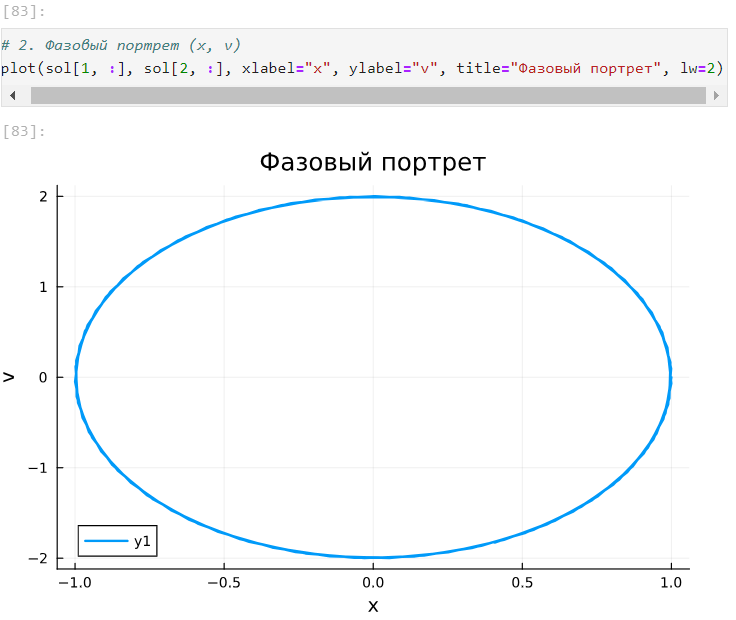 [83]:
# 2. Фазовый портрет (x, v)
plot(sol[1, :], sol[2, :], xlabel="x", ylabel="v", title="Фазовый портрет", lw=2)
[83]:
Фазовый портрет
2
1
0
−1
−2
v
y1
−1.0 −0.5 0.0 0.5 1.0
x